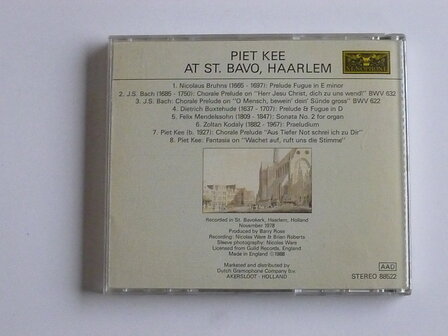 PIET KEE
AT ST. BAVO, HAARLEM
1. Nicolaus Bruhns (1665 - 1697): Prelude Fugue in E minor
2. J.S. Bach (1685 - 1750): Chorale Prelude on "Herr Jesu Christ, dich zu uns wend!" BWV 632
3. J.S. Bach: Chorale Prelude on "O Mensch, bewein' dein' Sünde gross" BWV 622
4. Dietrich Buxtehude (1637 - 1707): Prelude & Fugue in D
5. Felix Mendelssohn (1809 - 1847): Sonata No. 2 for organ
6. Zoltan Kodaly (1882 - 1967): Praeludium
7. Piet Kee (b. 1927): Chorale Prelude "Aus Tiefer Not schrei ich zu Dir"
8. Piet Kee: Fantasia on "Wachet auf, ruft uns die Stimme"
Recorded in St. Bavokerk, Haarlem, Holland
November 1978
Produced by Barry Rose
Recording: Nicolas Ware & Brian Roberts
Sleeve photography: Nicolas Ware
Licensed from Guild Records, England
Made in England ℗1988
Marketed and distributed by
Dutch Gramophone Company b.v.
AKERSLOOT - HOLLAND
AAD
STEREO 88522